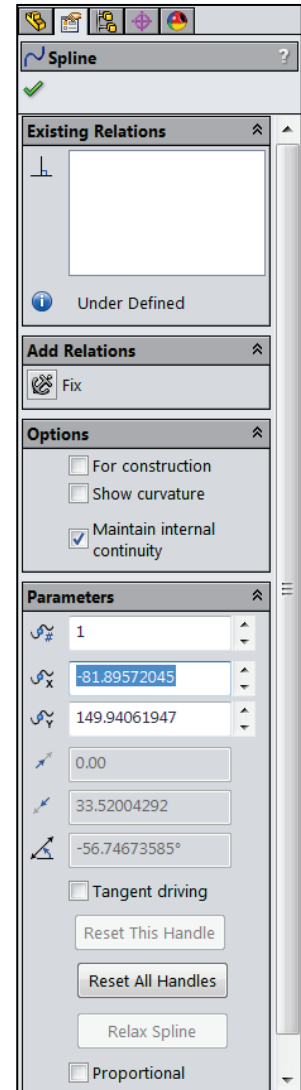 Spline
?
Existing Relations
Under Defined
Add Relations
Fix
Options
For construction
Show curvature
Maintain internal
continuity
Parameters
# 1
X -81.89572045
Y 149.94061947
0.00
33.52004292
-56.74673585°
Tangent driving
Reset This Handle
Reset All Handles
Relax Spline
Proportional